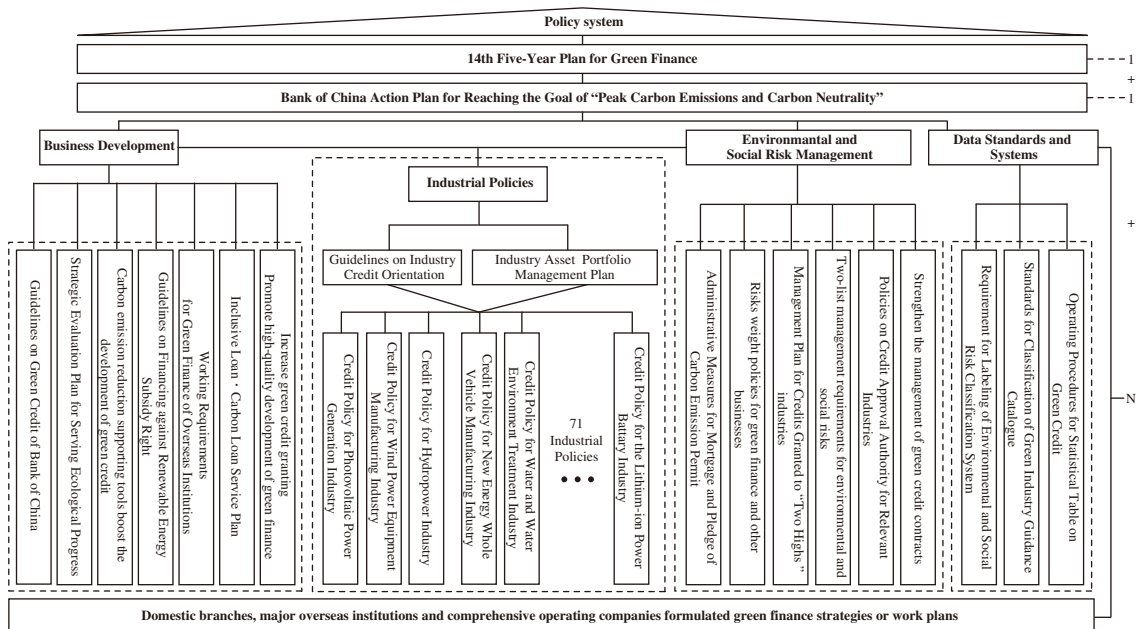 Policy system
14th Five-Year Plan for Green Finance
1
+
Bank of China Action Plan for Reaching the Goal of “Peak Carbon Emissions and Carbon Neutrality”
1
Business Development
Environmantal and
Social Risk Management
Data Standards and
Systems
Industrial Policies
+
Guidelines on Industry
Credit Orientation
Industry Asset Portfolio
Management Plan
Guidelines on Green Credit of Bank of China
Strategic Evaluation Plan for Serving Ecological Progress
Carbon emission reduction supporting tools boost the
development of green credit
Guidelines on Financing against Renewable Energy
Subsidy Right
Working Requirements
for Green Finance of Overseas Institutions
Inclusive Loan · Carbon Loan Service Plan
Increase green credit granting
Promote high-quality development of green finance
Credit Policy for Photovoltaic Power
Generation Industry
Credit Policy for Wind Power Equipment
Manufacturing Industry
Credit Policy for Hydropower Industry
Credit Policy for New Energy Whole
Vehicle Manufacturing Industry
Credit Policy for Water and Water
Environment Treatment Industry
71
Industrial
Policies
•••
Credit Policy for the Lithium-ion Power
Battary Industry
Administrative Measures for Mortgage and Pledge of
Carbon Emission Permit
Risks weight policies for green finance and other
businesses
Management Plan for Credits Granted to “Two Highs”
industries
Two-list management requirements for environmental and
social risks
Policies on Credit Approval Authority for Relevant
Industries
Strengthen the management of green credit contracts
Requirement for Labeling of Environmental and Social
Risk Classification System
Standards for Classification of Green Industry Guidance
Catalogue
Operating Procedures for Statistical Table on
Green Credit
N
Domestic branches, major overseas institutions and comprehensive operating companies formulated green finance strategies or work plans